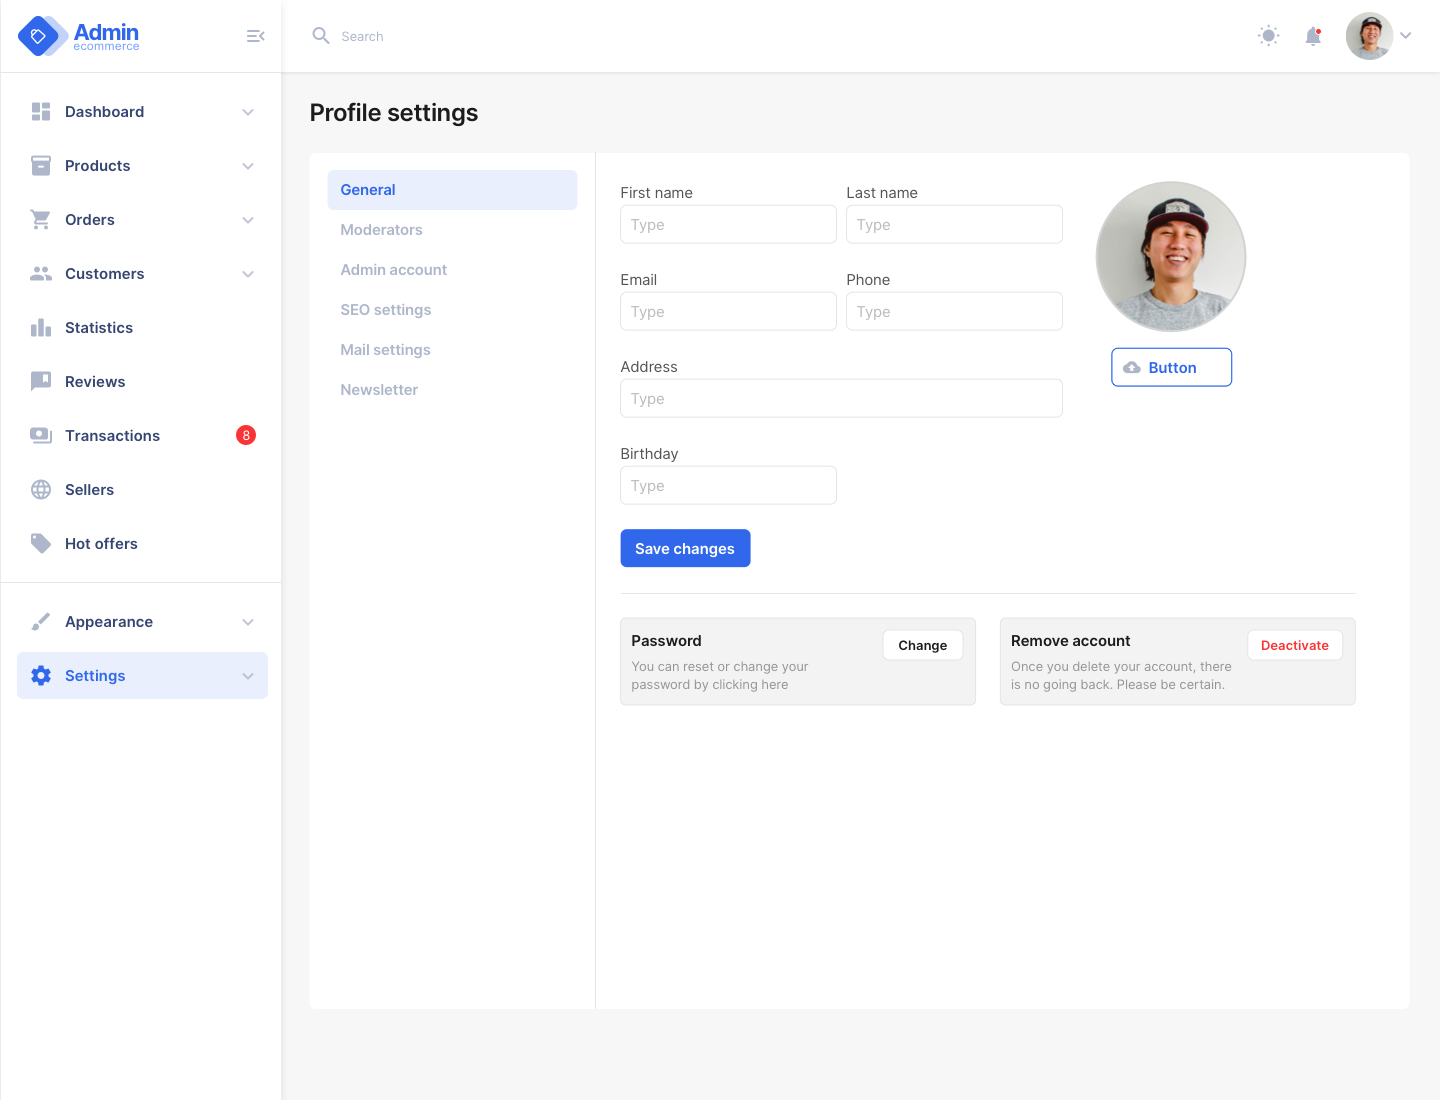 Admin
ecommerce
Search
Dashboard
Products
Orders
Customers
Statistics
Reviews
Transactions 8
Sellers
Hot offers
Appearance
Settings
Profile settings
General
Moderators
Admin account
SEO settings
Mail settings
Newsletter
First name
Type
Last name
Type
Email
Type
Phone
Type
Address
Type
Birthday
Type
Button
Save changes
Password
You can reset or change your
password by clicking here
Change
Remove account
Once you delete your account, there
is no going back. Please be certain.
Deactivate